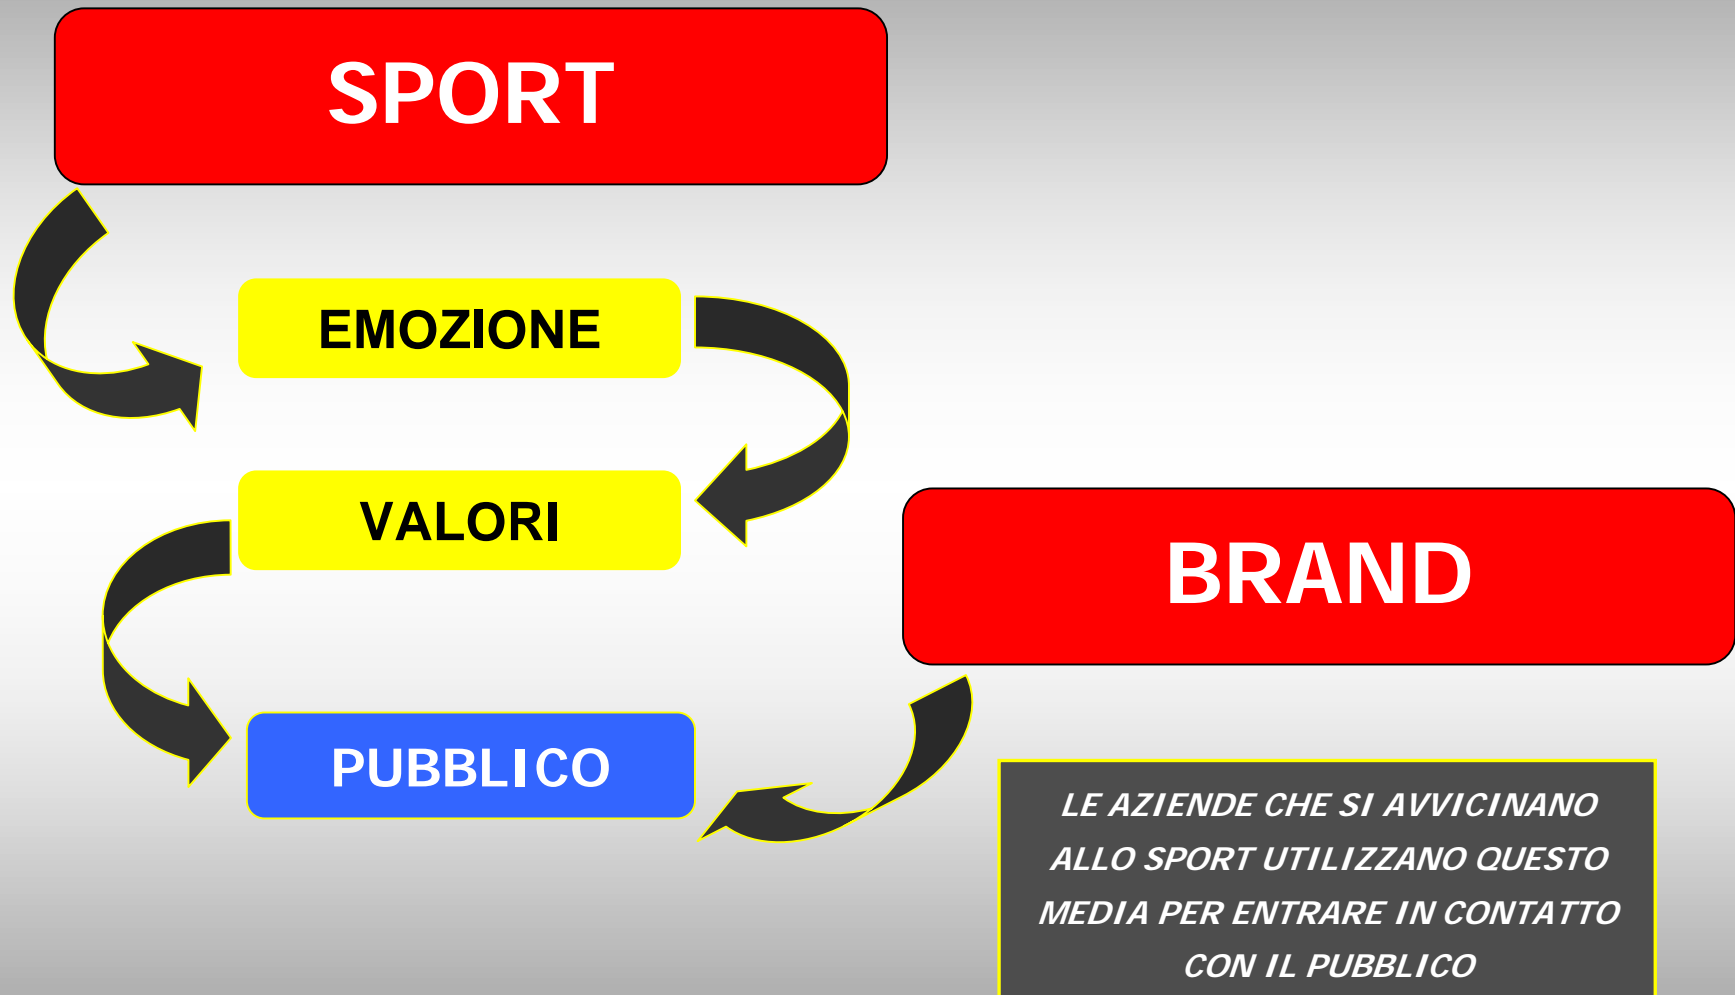 SPORT
EMOZIONE
VALORI
BRAND
PUBBLICO
LE AZIENDE CHE SI AVVICINANO
ALLO SPORT UTILIZZANO QUESTO
MEDIA PER ENTRARE IN CONTATTO
CON IL PUBBLICO